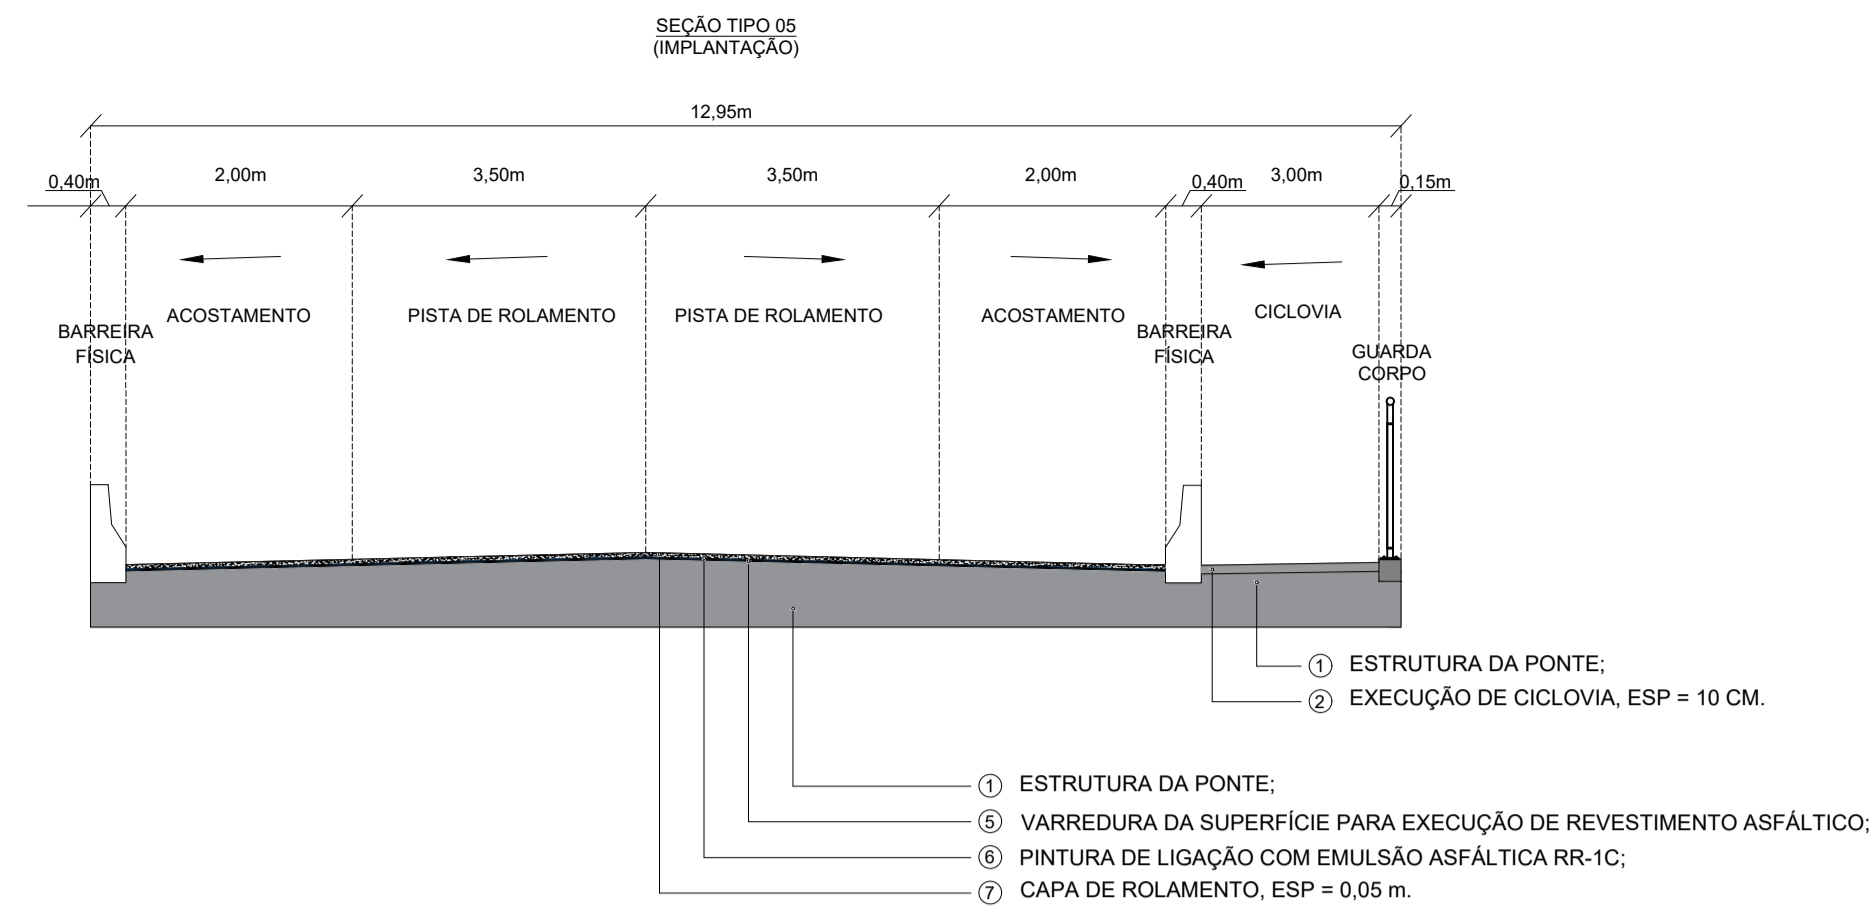 SEÇÃO TIPO 05
(IMPLANTAÇÃO)
12,95m
0,40m
2,00m
3,50m
3,50m
2,00m
0,40m
3,00m
0,15m
BARREIRA
FÍSICA
ACOSTAMENTO
PISTA DE ROLAMENTO
PISTA DE ROLAMENTO
ACOSTAMENTO
BARREIRA
FÍSICA
CICLOVIA
GUARDA
CORPO
1 ESTRUTURA DA PONTE;
2 EXECUÇÃO DE CICLOVIA, ESP = 10 CM.
1 ESTRUTURA DA PONTE;
5 VARREDURA DA SUPERFÍCIE PARA EXECUÇÃO DE REVESTIMENTO ASFÁLTICO;
6 PINTURA DE LIGAÇÃO COM EMULSÃO ASFÁLTICA RR-1C;
7 CAPA DE ROLAMENTO, ESP = 0,05 m.